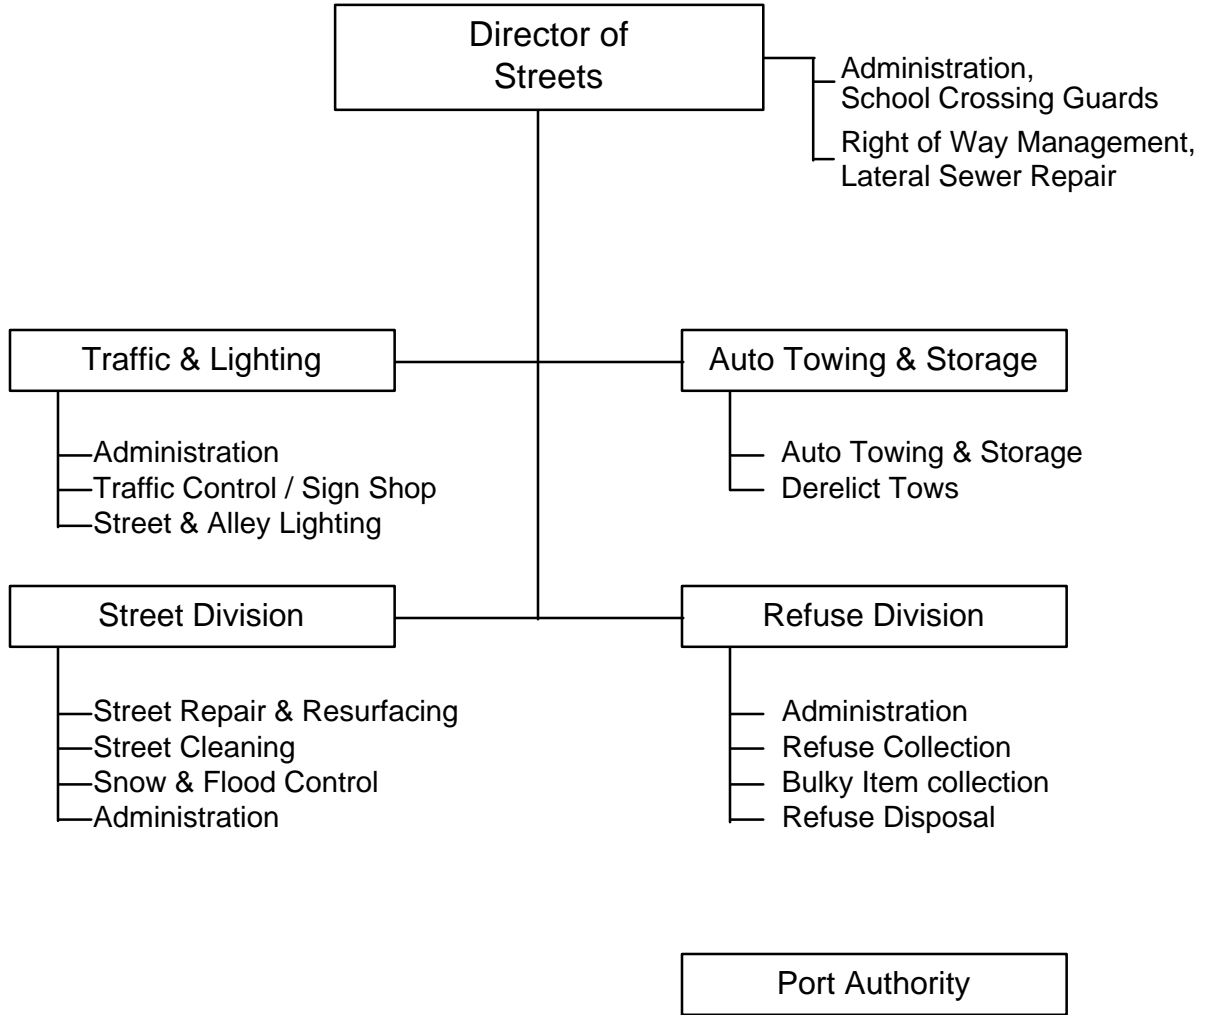 Director of
Streets
Administration,
School Crossing Guards
Right of Way Management,
Lateral Sewer Repair
Traffic & Lighting
Administration
Traffic Control / Sign Shop
Street & Alley Lighting
Auto Towing & Storage
Auto Towing & Storage
Derelict Tows
Street Division
Street Repair & Resurfacing
Street Cleaning
Snow & Flood Control
Administration
Refuse Division
Administration
Refuse Collection
Bulky Item collection
Refuse Disposal
Port Authority